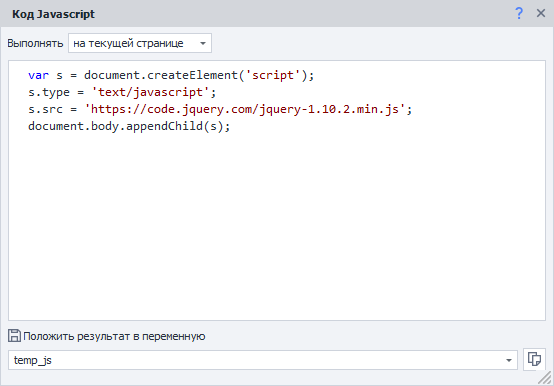 Код Javascript
? ×
Выполнять на текущей странице
var s = document.createElement('script');
s.type = 'text/javascript';
s.src = 'https://code.jquery.com/jquery-1.10.2.min.js';
document.body.appendChild(s);
Положить результат в переменную
temp_js